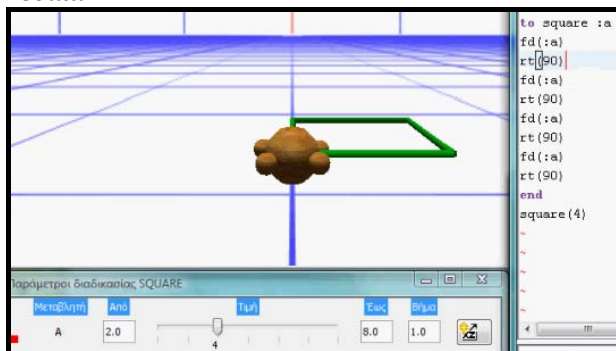 to square :a
fd(:a)
rt(90)
fd(:a)
rt(90)
fd(:a)
rt(90)
fd(:a)
rt(90)
end
square(4)
~
~
~
~
~
αράμετροι διαδικασίας SQUARE
Μεταβλητή Από Τιμή Έως Βήμα
A 2.0 4 8.0 1.0